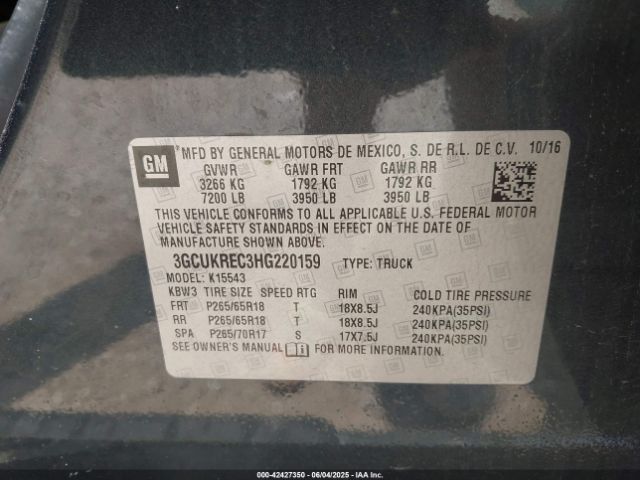 GM
*MFD BY GENERAL MOTORS DE MEXICO, S. DE R.L. DE C.V. 10/16
GVWR GAWR FRT GAWR RR
3266 KG 1792 KG 1792 KG
7200 LB 3950 LB 3950 LB
THIS VEHICLE CONFORMS TO ALL APPLICABLE U.S. FEDERAL MOTOR
VEHICLE SAFETY STANDARDS IN EFFECT ON THE DATE OF
*MANUFACTURE SHOWN ABOVE.
3GCUKREC3HG220159 TYPE: TRUCK
MODEL: K15543
KBW3 TIRE SIZE SPEED RTG RIM COLD TIRE PRESSURE
FRT P265/65R18 T 18X8.5J 240KPA(35PSI)
RR P265/65R18 T 18X8.5J 240KPA(35PSI)
SPA P265/70R17 S 17X7.5J 240KPA(35PSI)
SEE OWNER'S MANUAL FOR MORE INFORMATION.
000-42427350 - 06/04/2025 - IAA Inc.